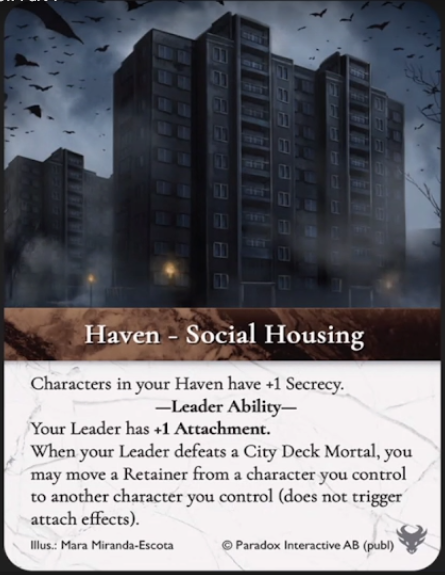 Haven - Social Housing
Characters in your Haven have +1 Secrecy.
—Leader Ability—
Your Leader has +1 Attachment.
When your Leader defeats a City Deck Mortal, you
may move a Retainer from a character you control
to another character you control (does not trigger
attach effects).
Illus.: Mara Miranda-Escota © Paradox Interactive AB (publ)